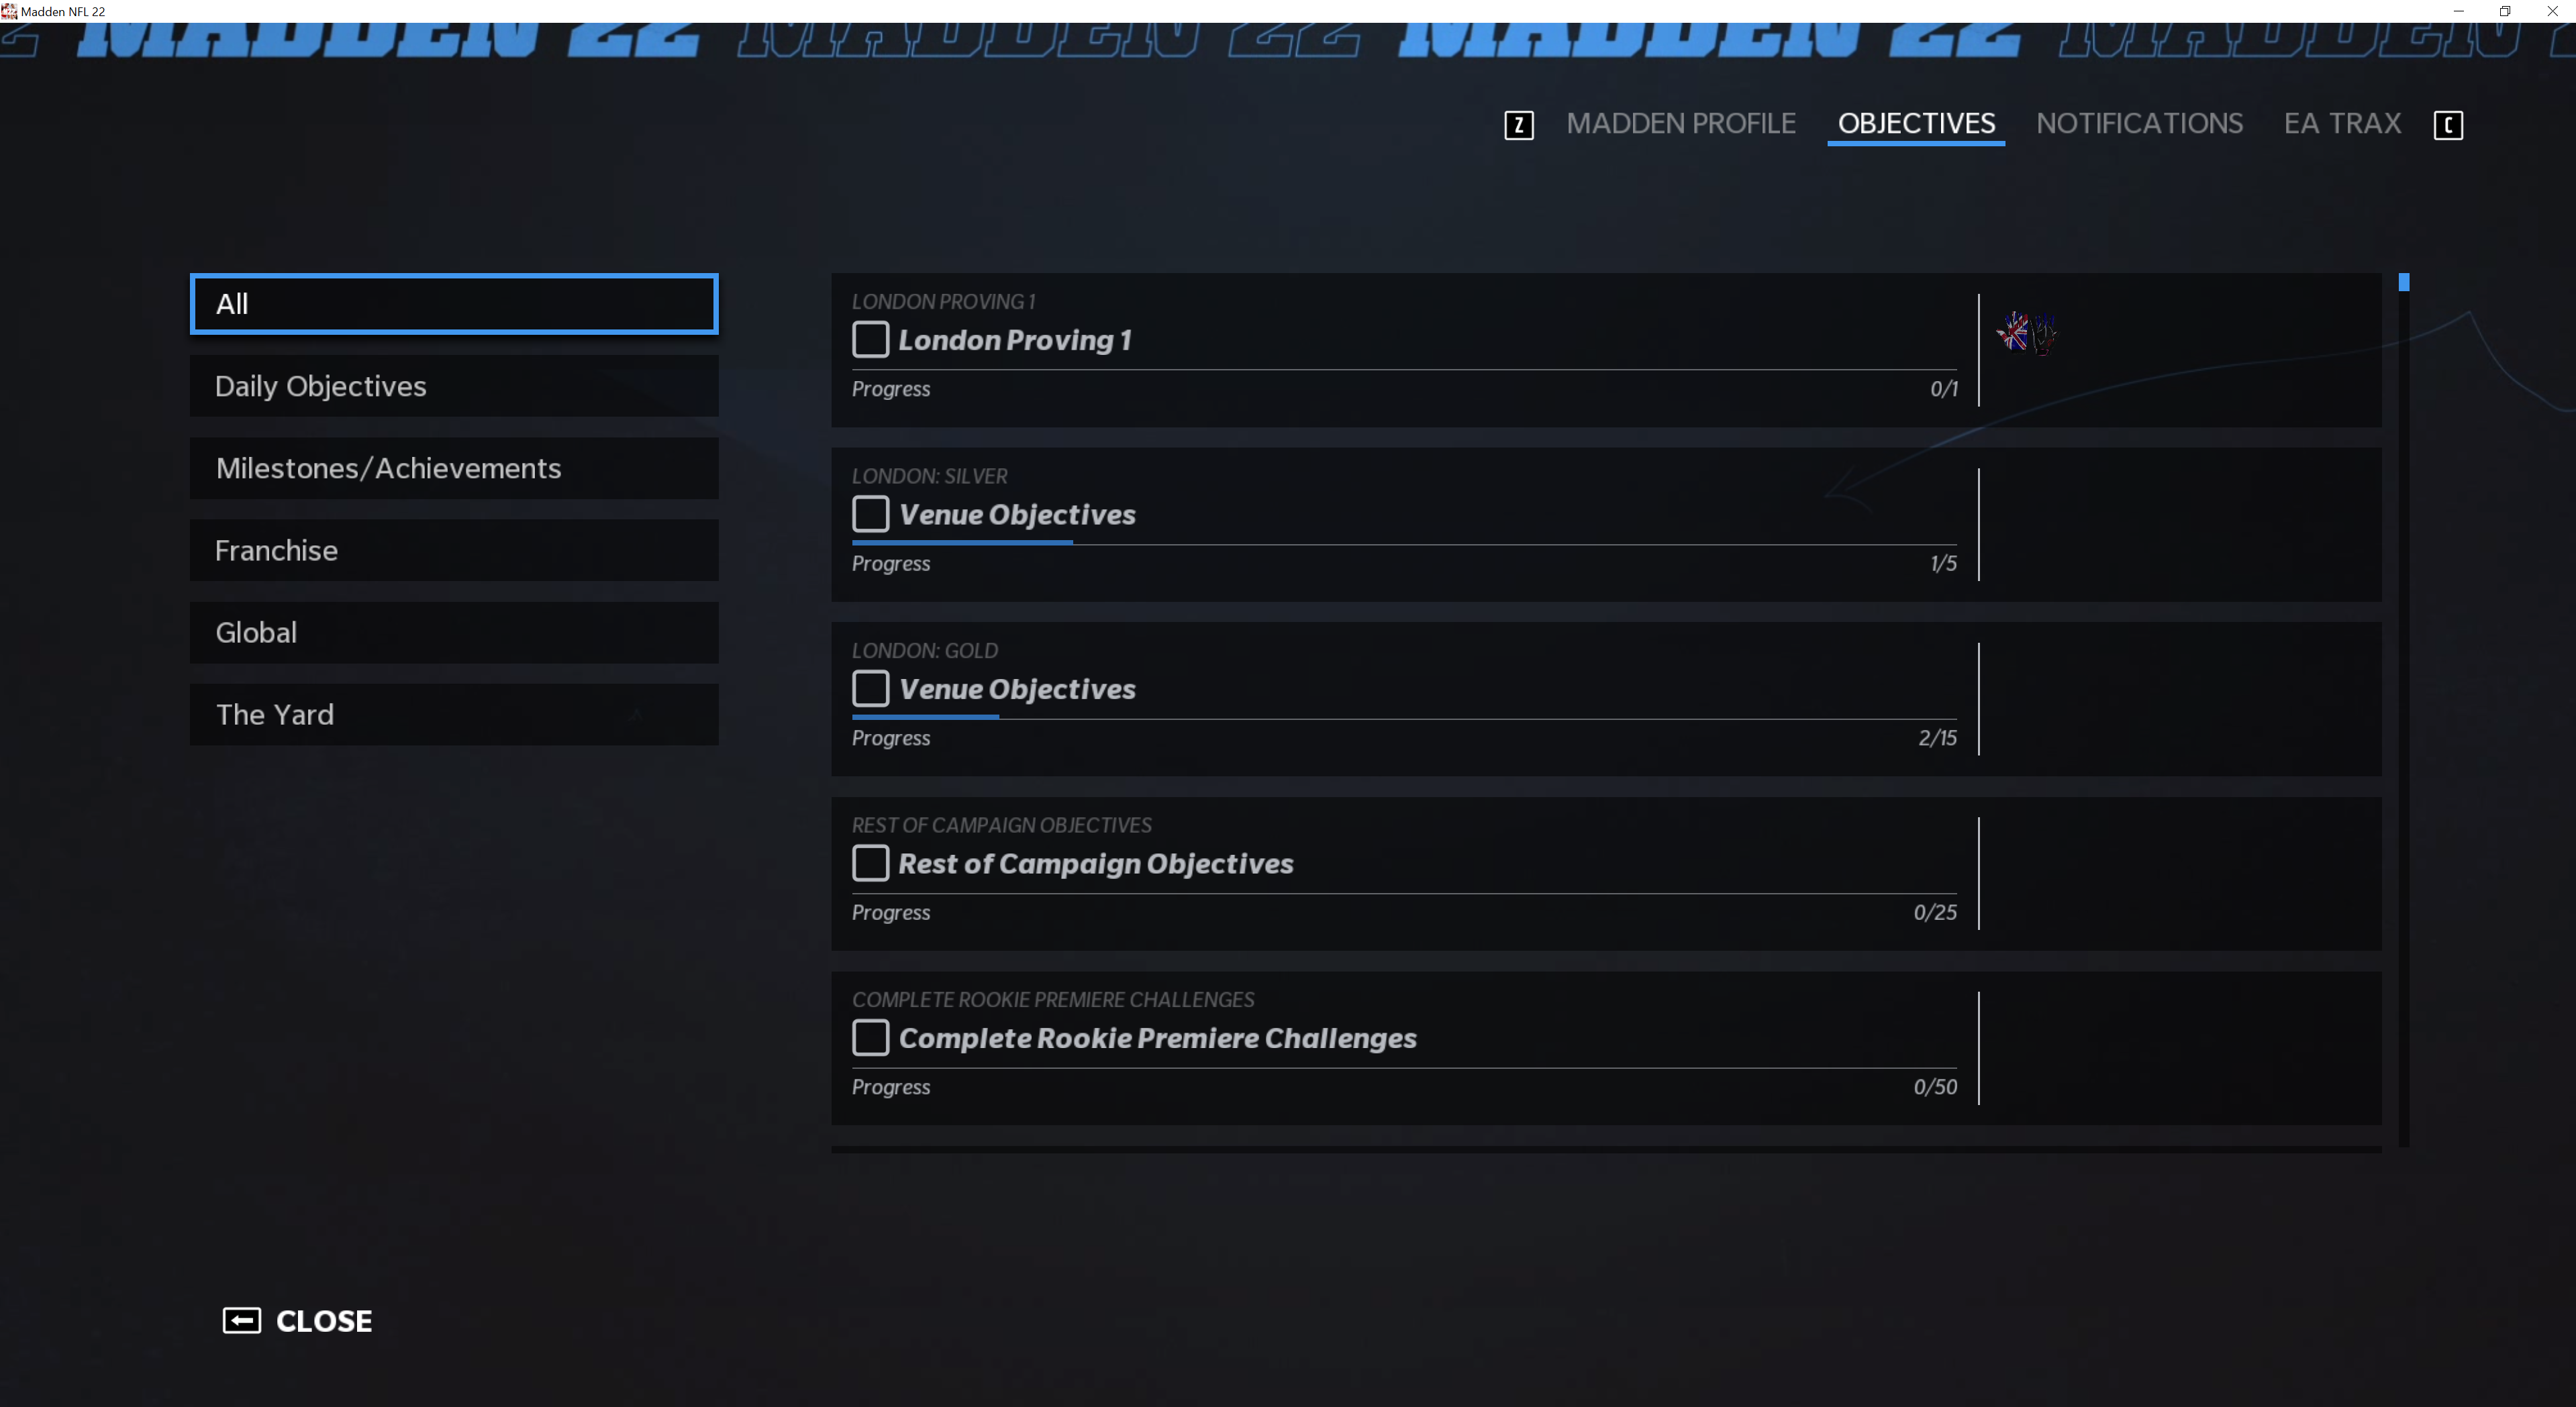 Madden NFL 22
MADDEN 22 MADDEN 22 MADDEN 22 MADDEN
Z MADDEN PROFILE OBJECTIVES NOTIFICATIONS EA TRAX C
All
Daily Objectives
Milestones/Achievements
Franchise
Global
The Yard
LONDON PROVING 1
London Proving 1
Progress 0/1
LONDON: SILVER
Venue Objectives
Progress 1/5
LONDON: GOLD
Venue Objectives
Progress 2/15
REST OF CAMPAIGN OBJECTIVES
Rest of Campaign Objectives
Progress 0/25
COMPLETE ROOKIE PREMIERE CHALLENGES
Complete Rookie Premiere Challenges
Progress 0/50
CLOSE